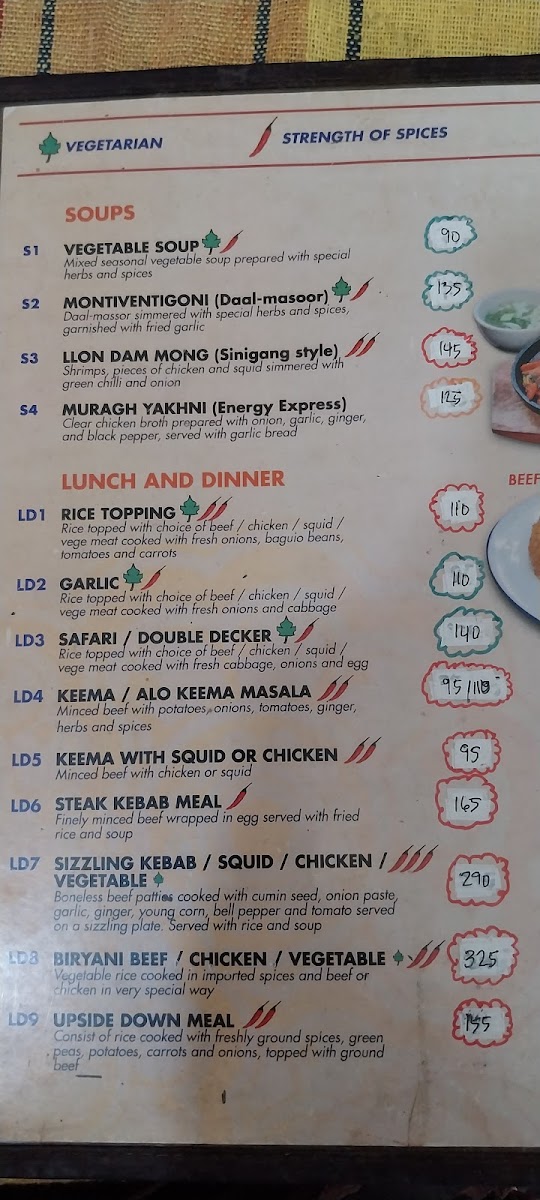 VEGETARIAN STRENGTH OF SPICES
SOUPS
S1 VEGETABLE SOUP 90
Mixed seasonal vegetable soup prepared with special
herbs and spices
S2 MONTIVENTIGONI (Daal-masoor) 135
Daal-massor simmered with special herbs and spices,
garnished with fried garlic
S3 LLON DAM MONG (Sinigang style) 145
Shrimps, pieces of chicken and squid simmered with
green chilli and onion
S4 MURAGH YAKHNI (Energy Express) 125
Clear chicken broth prepared with onion, garlic, ginger,
and black pepper, served with garlic bread
LUNCH AND DINNER
BEEF
LD1 RICE TOPPING 110
Rice topped with choice of beef / chicken / squid /
vege meat cooked with fresh onions, baguio beans,
tomatoes and carrots
LD2 GARLIC 110
Rice topped with choice of beef / chicken / squid /
vege meat cooked with fresh onions and cabbage
LD3 SAFARI / DOUBLE DECKER 140
Rice topped with choice of beef / chicken / squid /
vege meat cooked with fresh cabbage, onions and egg
LD4 KEEMA / ALO KEEMA MASALA 95/110
Minced beef with potatoes, onions, tomatoes, ginger,
herbs and spices
LD5 KEEMA WITH SQUID OR CHICKEN 95
Minced beef with chicken or squid
LD6 STEAK KEBAB MEAL 165
Finely minced beef wrapped in egg served with fried
rice and soup
LD7 SIZZLING KEBAB / SQUID / CHICKEN / 290
VEGETABLE
Boneless beef patties cooked with cumin seed, onion paste,
garlic, ginger, young corn, bell pepper and tomato served
on a sizzling plate. Served with rice and soup
LD8 BIRYANI BEEF / CHICKEN / VEGETABLE 325
Vegetable rice cooked in imported spices and beef or
chicken in very special way
LD9 UPSIDE DOWN MEAL
Consist of rice cooked with freshly ground spices, green
peas, potatoes, carrots and onions, topped with ground
beef